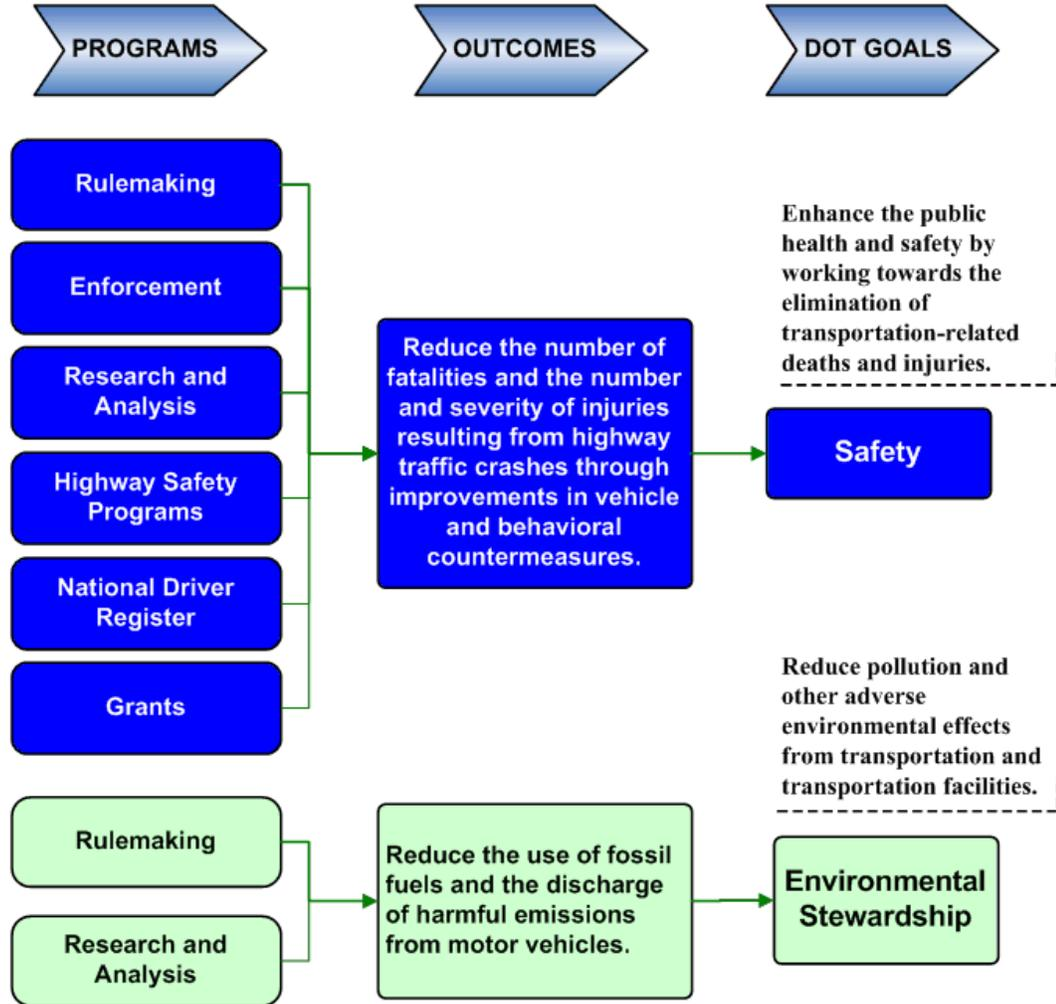 PROGRAMS
OUTCOMES
DOT GOALS
Rulemaking
Enforcement
Research and
Analysis
Highway Safety
Programs
National Driver
Register
Grants
Reduce the number of
fatalities and the number
and severity of injuries
resulting from highway
traffic crashes through
improvements in vehicle
and behavioral
countermeasures.
Enhance the public
health and safety by
working towards the
elimination of
transportation-related
deaths and injuries.
Safety
Rulemaking
Research and
Analysis
Reduce the use of fossil
fuels and the discharge
of harmful emissions
from motor vehicles.
Reduce pollution and
other adverse
environmental effects
from transportation and
transportation facilities.
Environmental
Stewardship